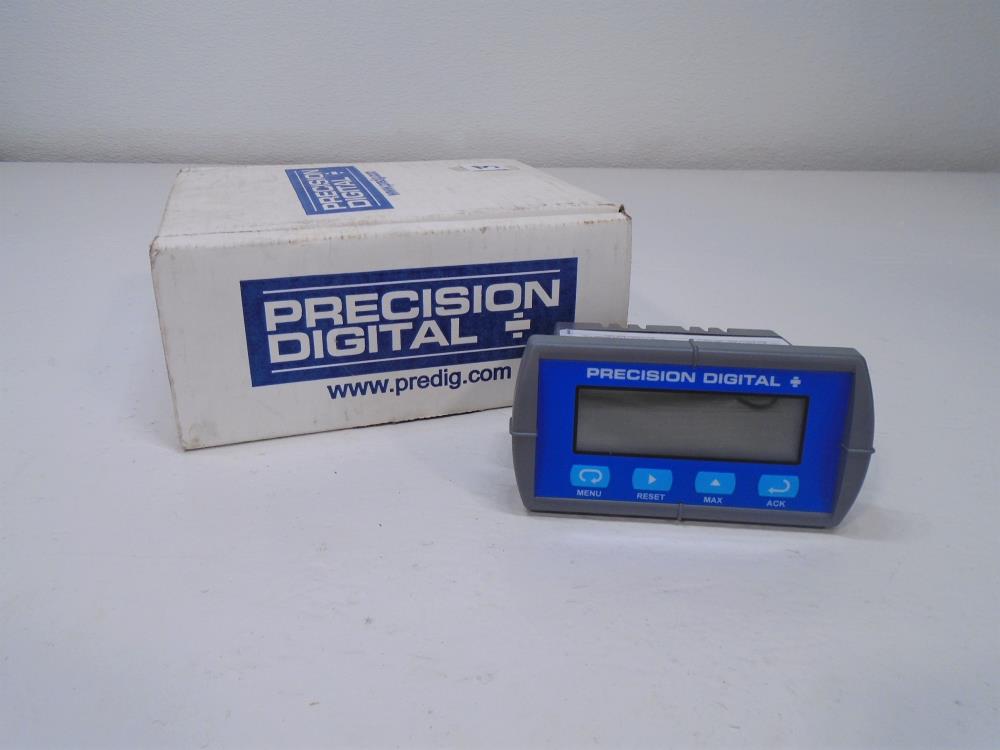 PRECISION
DIGITAL
PRECISION
DIGITAL
www.predig.com
PRECISION DIGITAL
MENU
RESET
MAX
ACK